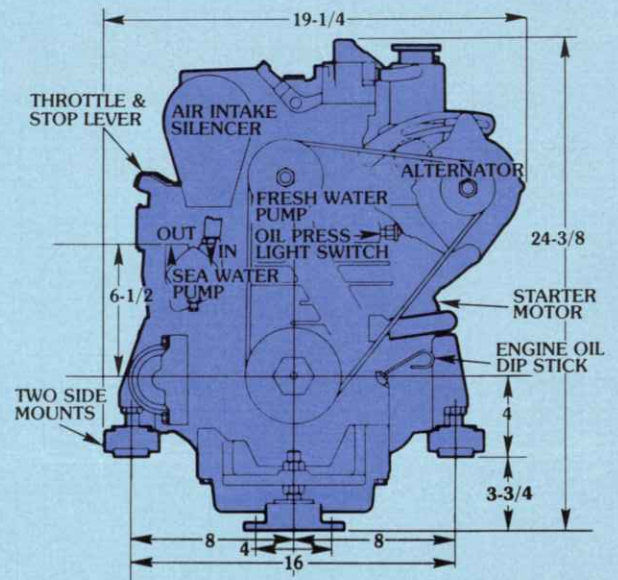 19-1/4
THROTTLE &
STOP LEVER
AIR INTAKE
SILENCER
ALTERNATOR
FRESH WATER
PUMP
OUT
IN
OIL PRESS
LIGHT SWITCH
24-3/8
SEA WATER
PUMP
6-1/2
STARTER
MOTOR
ENGINE OIL
DIP STICK
TWO SIDE
MOUNTS
4
3-3/4
8
8
4
16